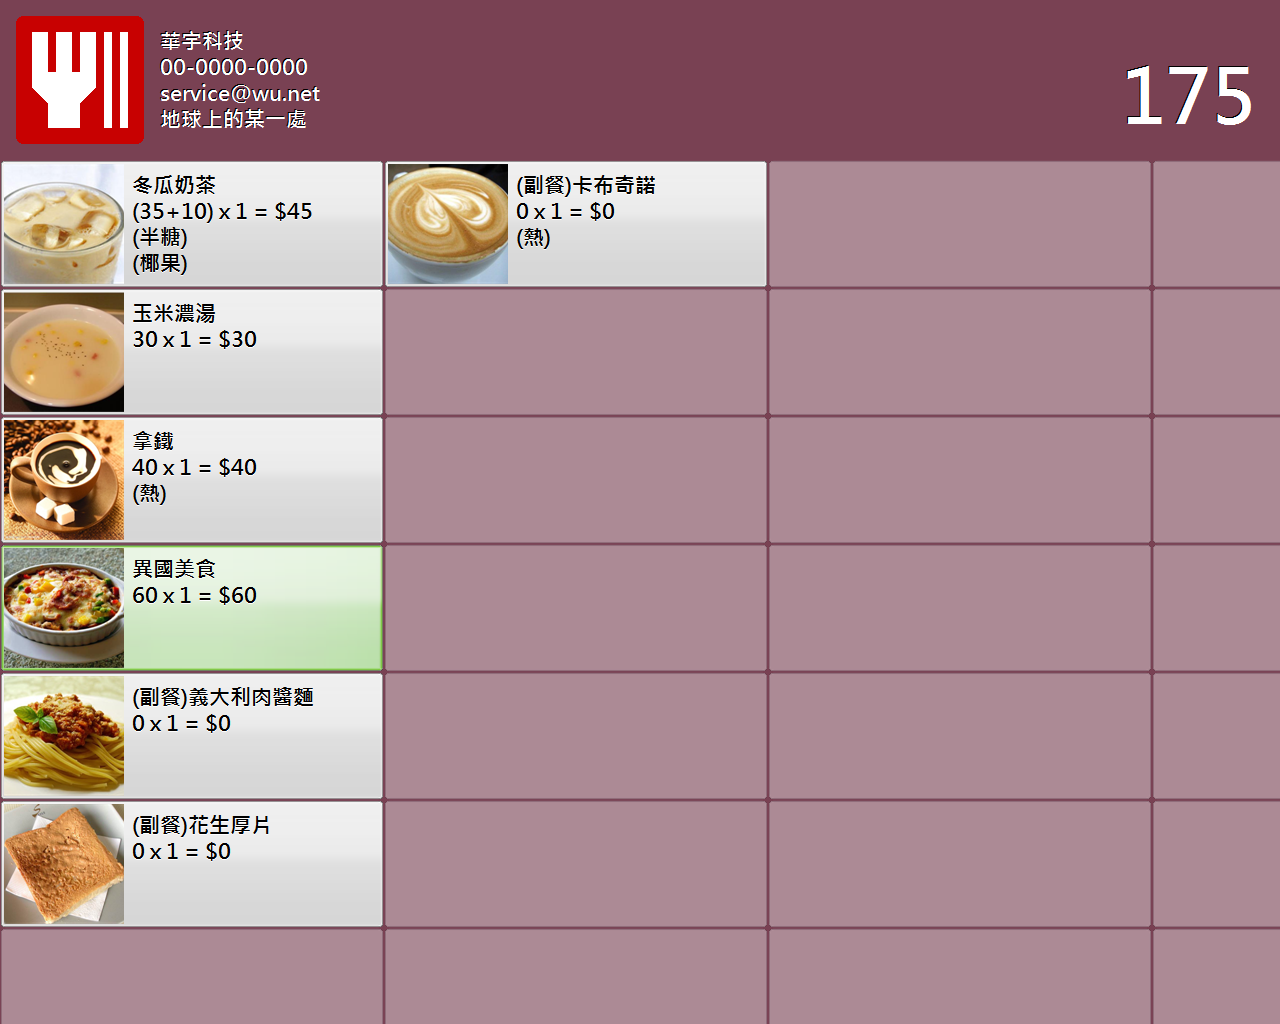 華宇科技
00-0000-0000
service@wu.net
地球上的某一處
175
冬瓜奶茶
(35+10) x 1 = $45
(半糖)
(椰果)
(副餐)卡布奇諾
0 x 1 = $0
(熱)
玉米濃湯
30 x 1 = $30
拿鐵
40 x 1 = $40
(熱)
異國美食
60 x 1 = $60
(副餐)義大利肉醬麵
0 x 1 = $0
(副餐)花生厚片
0 x 1 = $0